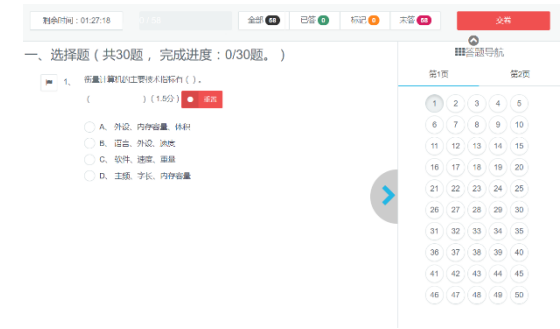 剩余时间：01:27:18
全部 58
已答 0
标记 0
未答 58
交卷
一、选择题（共30题，完成进度：0/30题。）
1、 衡量计算机的主要技术指标有（ ）。
（ ）（1.5分）
A、 外设、内存容量、体积
B、 语言、外设、速度
C、 软件、速度、重量
D、 主频、字长、内存容量
答题导航
第1页 第2页
1 2 3 4 5
6 7 8 9 10
11 12 13 14 15
16 17 18 19 20
21 22 23 24 25
26 27 28 29 30
31 32 33 34 35
36 37 38 39 40
41 42 43 44 45
46 47 48 49 50